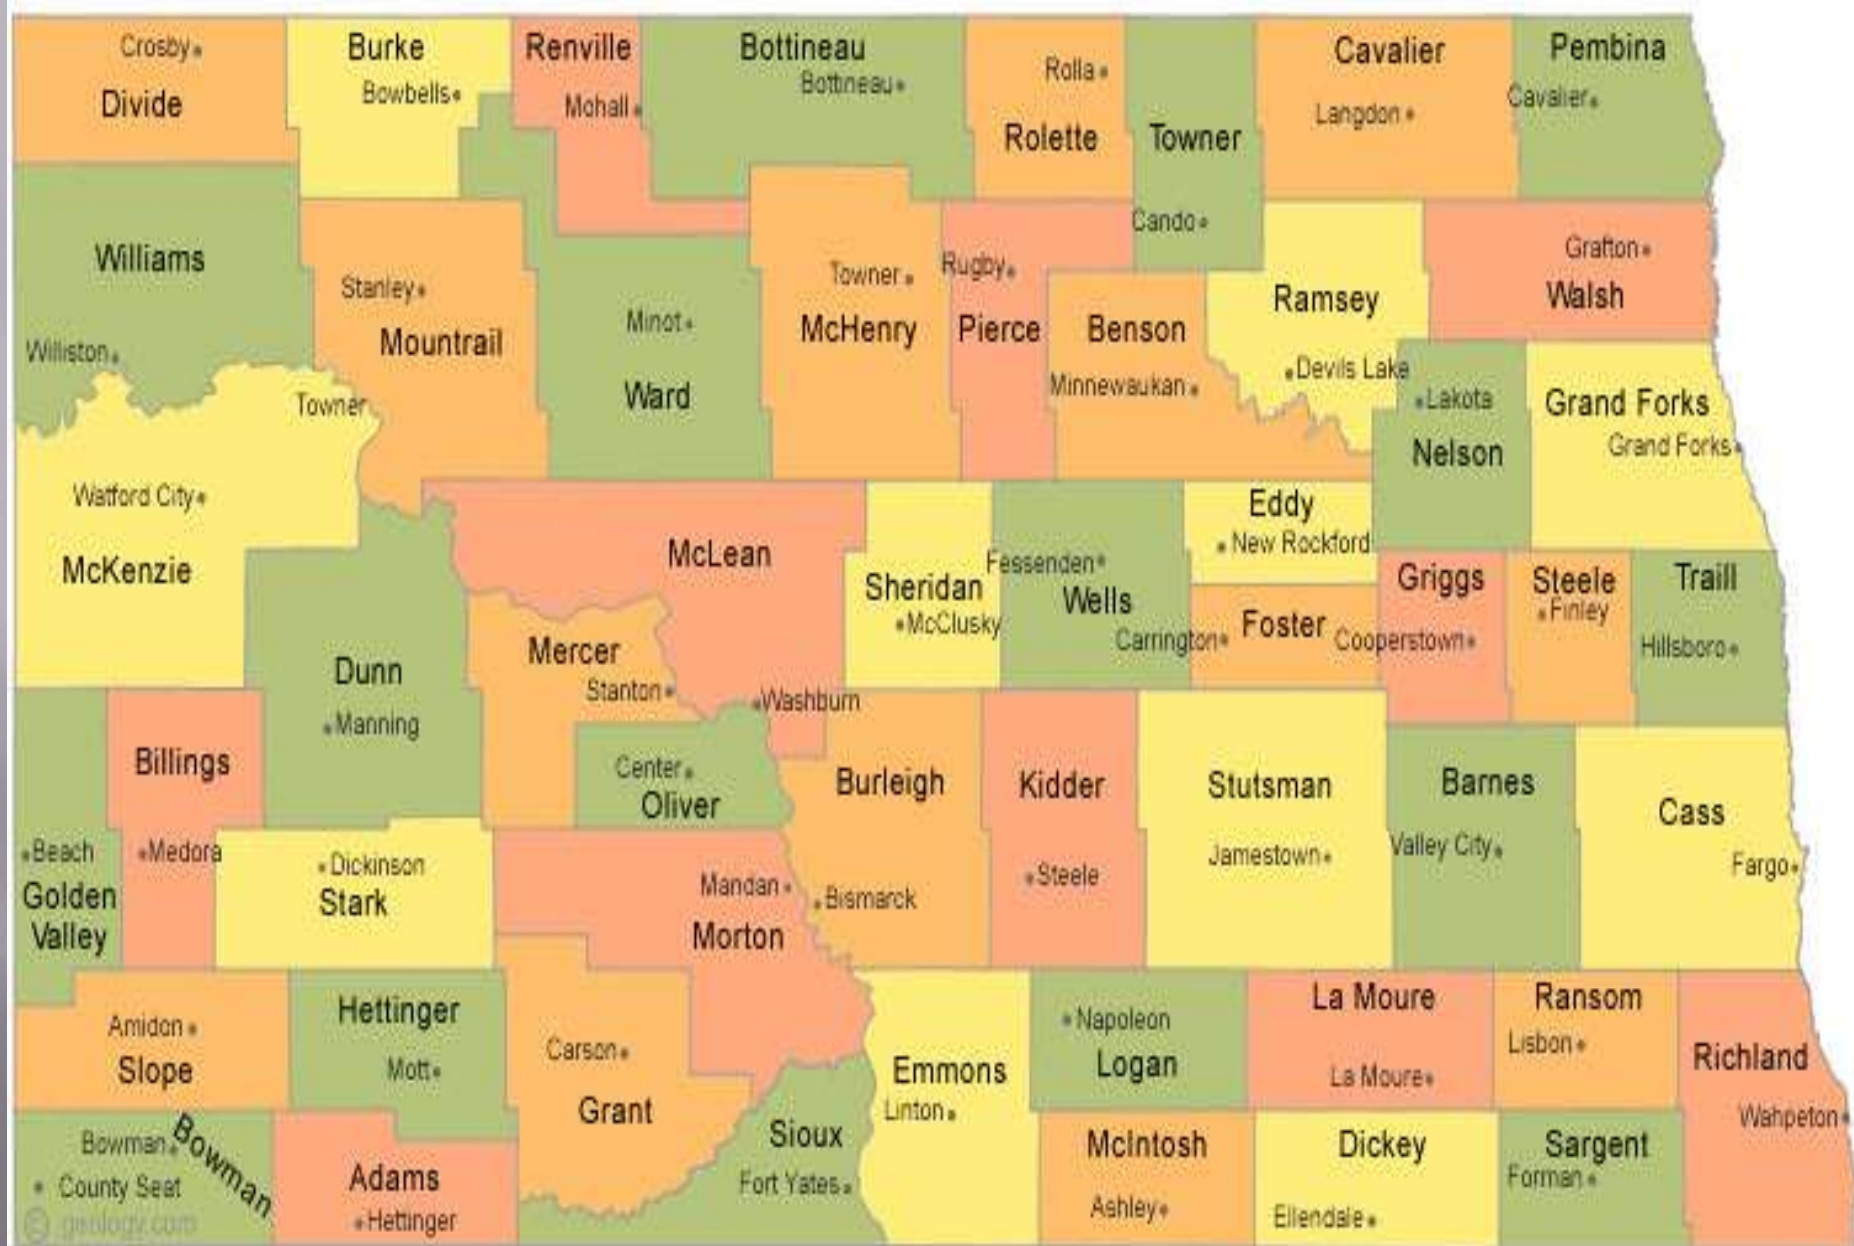 Crosby
Divide
Burke
Bowbells
Renville
Mohall
Bottineau
Bottineau
Rolla
Rolette
Towner
Cando
Cavalier
Langdon
Pembina
Cavalier
Williams
Williston
Stanley
Mountrail
Minot
Ward
Towner
McHenry
Rugby
Pierce
Benson
Minnewaukan
Ramsey
Devils Lake
Grafton
Walsh
Lakota
Nelson
Grand Forks
Grand Forks
Towner
Watford City
McKenzie
McLean
Washburn
Sheridan
McClusky
Fessenden
Wells
Eddy
New Rockford
Carrington
Foster
Griggs
Cooperstown
Steele
Finley
Traill
Hillsboro
Dunn
Manning
Mercer
Stanton
Center
Oliver
Billings
Medora
Beach
Golden
Valley
Dickinson
Stark
Mandan
Morton
Burleigh
Bismarck
Kidder
Steele
Stutsman
Jamestown
Barnes
Valley City
Cass
Fargo
Amidon
Slope
Hettinger
Mott
Carson
Grant
Emmons
Linton
Napoleon
Logan
La Moure
La Moure
Ransom
Lisbon
Richland
Wahpeton
Bowman
Bowman
County Seat
© geology.com
Adams
Hettinger
Sioux
Fort Yates
McIntosh
Ashley
Dickey
Ellendale
Sargent
Forman